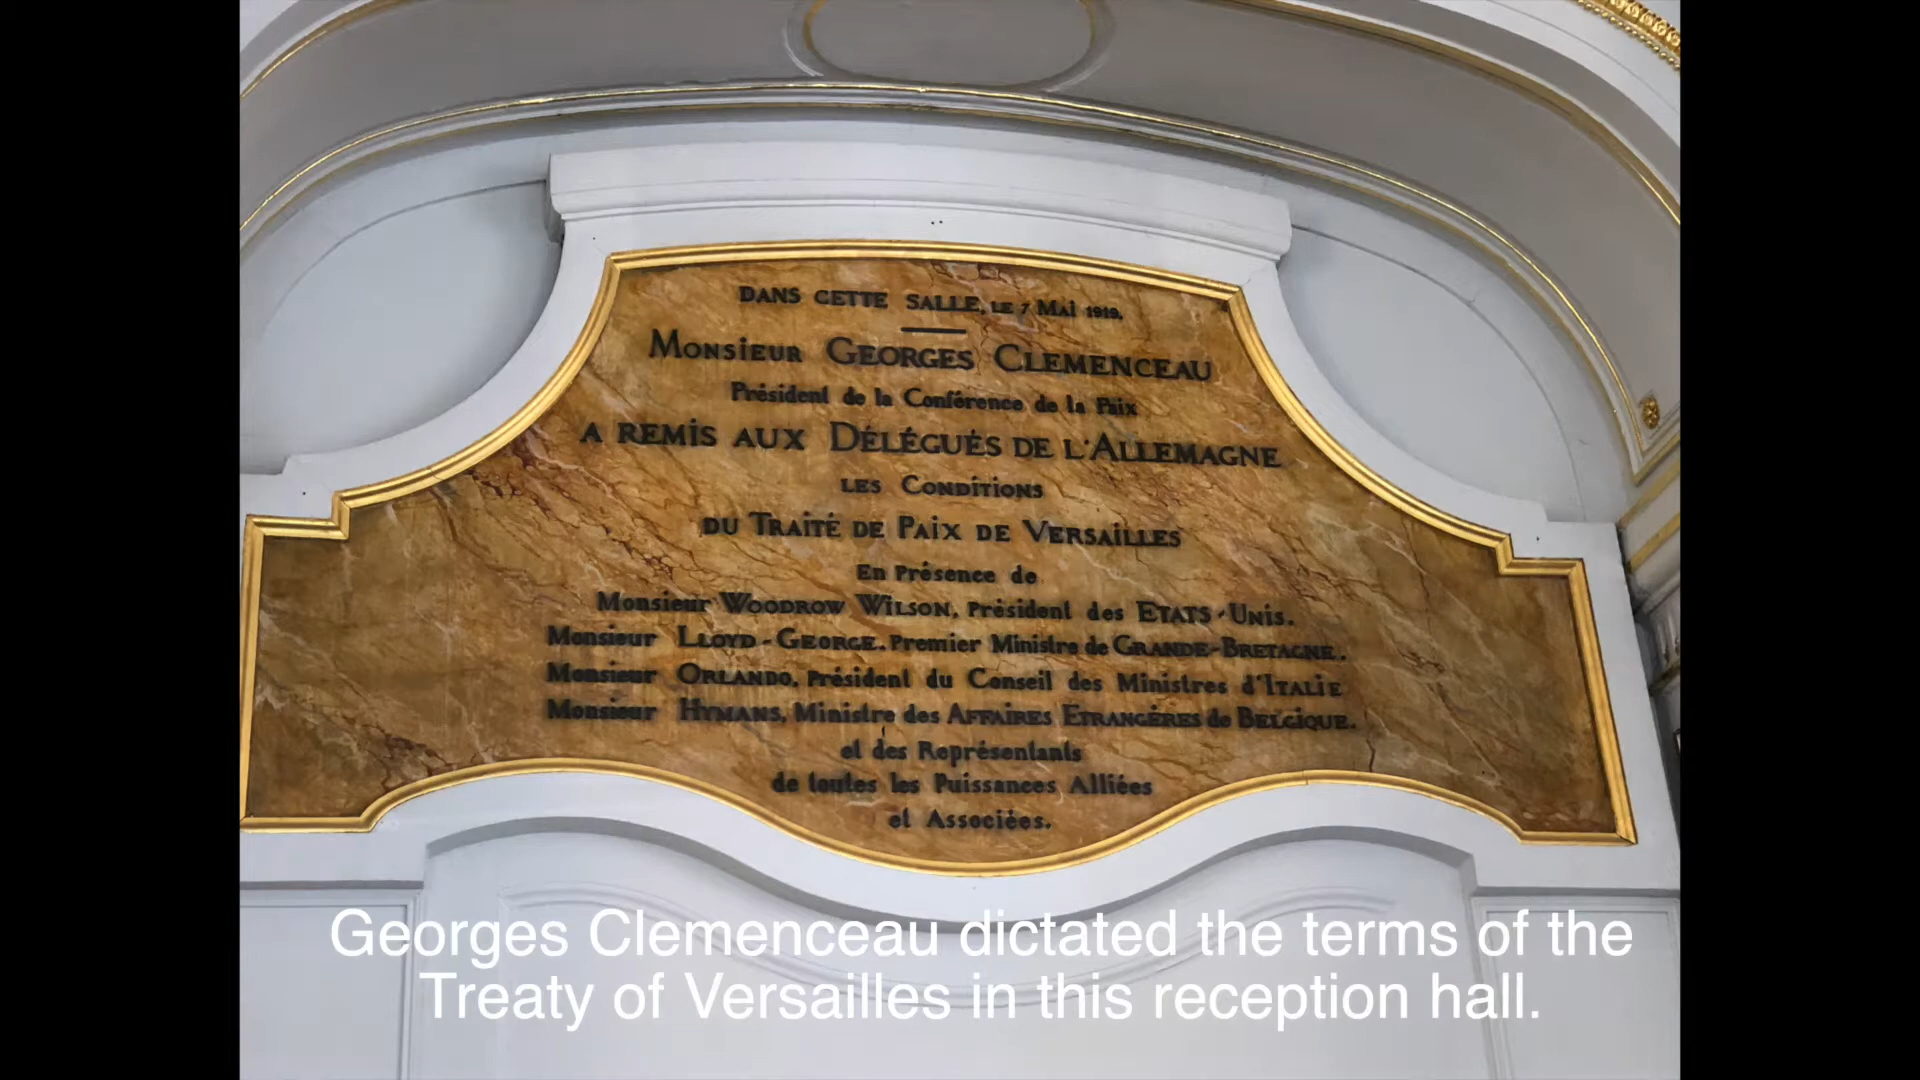 DANS CETTE SALLE, LE 7 MAI 1919.
MONSIEUR GEORGES CLEMENCEAU
Président de la Conférence de la Paix
A REMIS AUX DÉLÉGUÉS DE L'ALLEMAGNE
LES CONDITIONS
DU TRAITÉ DE PAIX DE VERSAILLES
En Présence de
Monsieur WOODROW WILSON, Président des ETATS-UNIS.
Monsieur LLOYD-GEORGE, Premier Ministre de GRANDE-BRETAGNE.
Monsieur ORLANDO, Président du Conseil des Ministres d'ITALIE
Monsieur HYMANS, Ministre des AFFAIRES ETRANGÈRES de BELGIQUE.
et des Représentants
de toutes les Puissances Alliées
et Associées.
Georges Clemenceau dictated the terms of the
Treaty of Versailles in this reception hall.